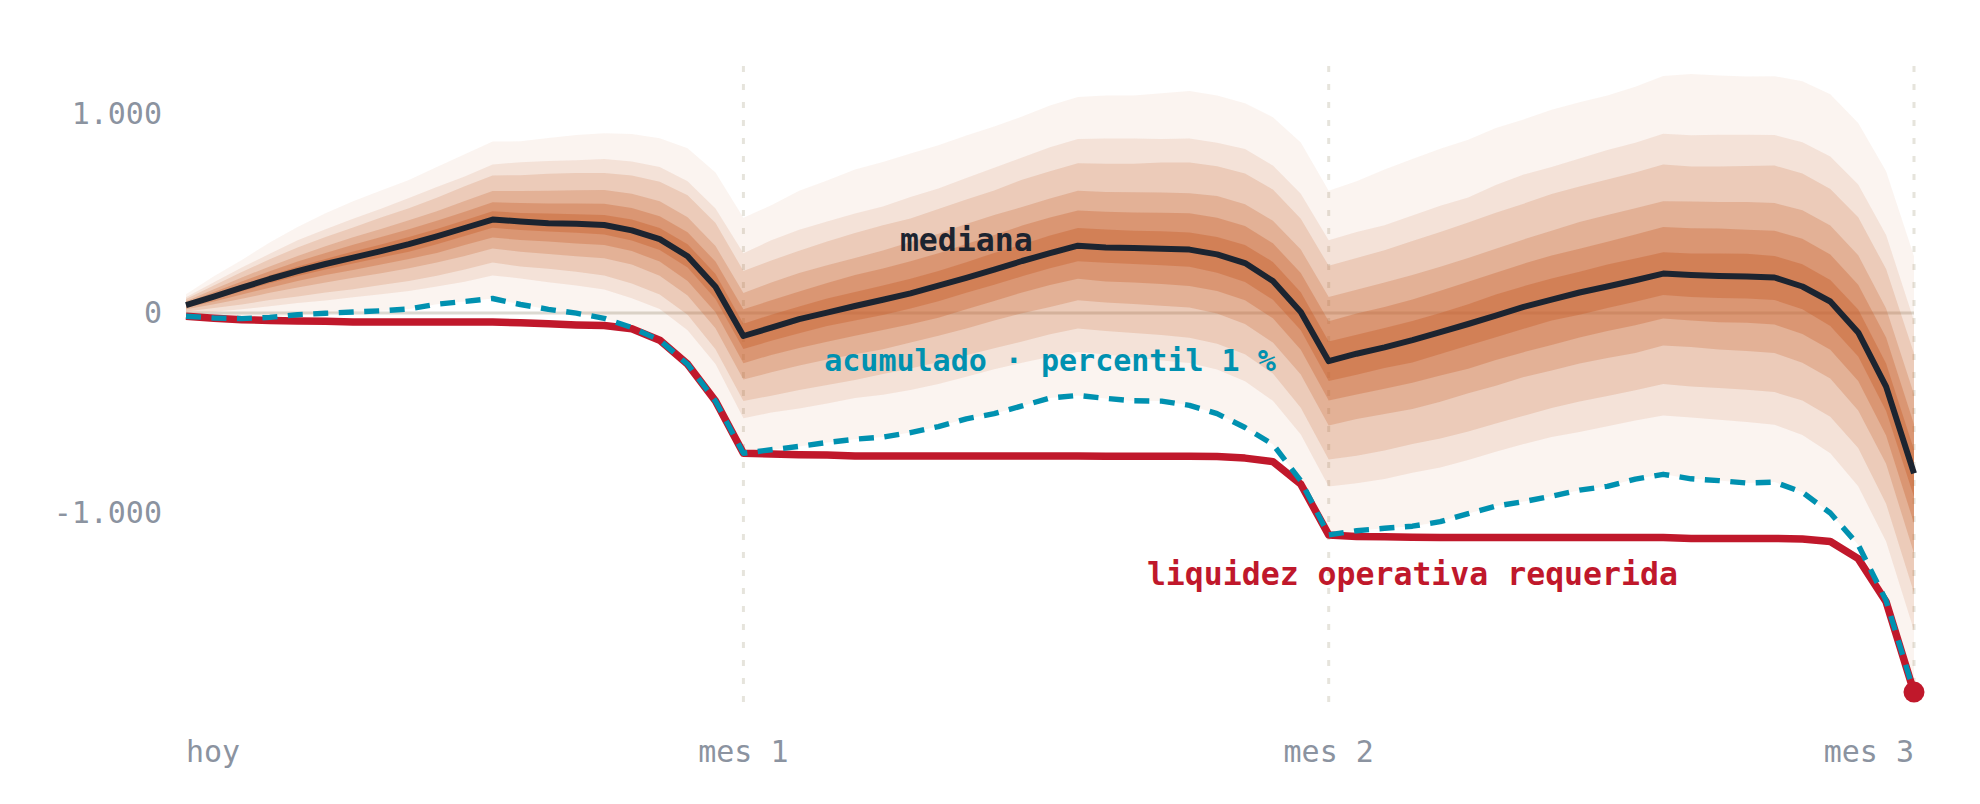 1.000
mediana
0
acumulado · percentil 1 %
-1.000
liquidez operativa requerida
hoy
mes 1
mes 2
mes 3